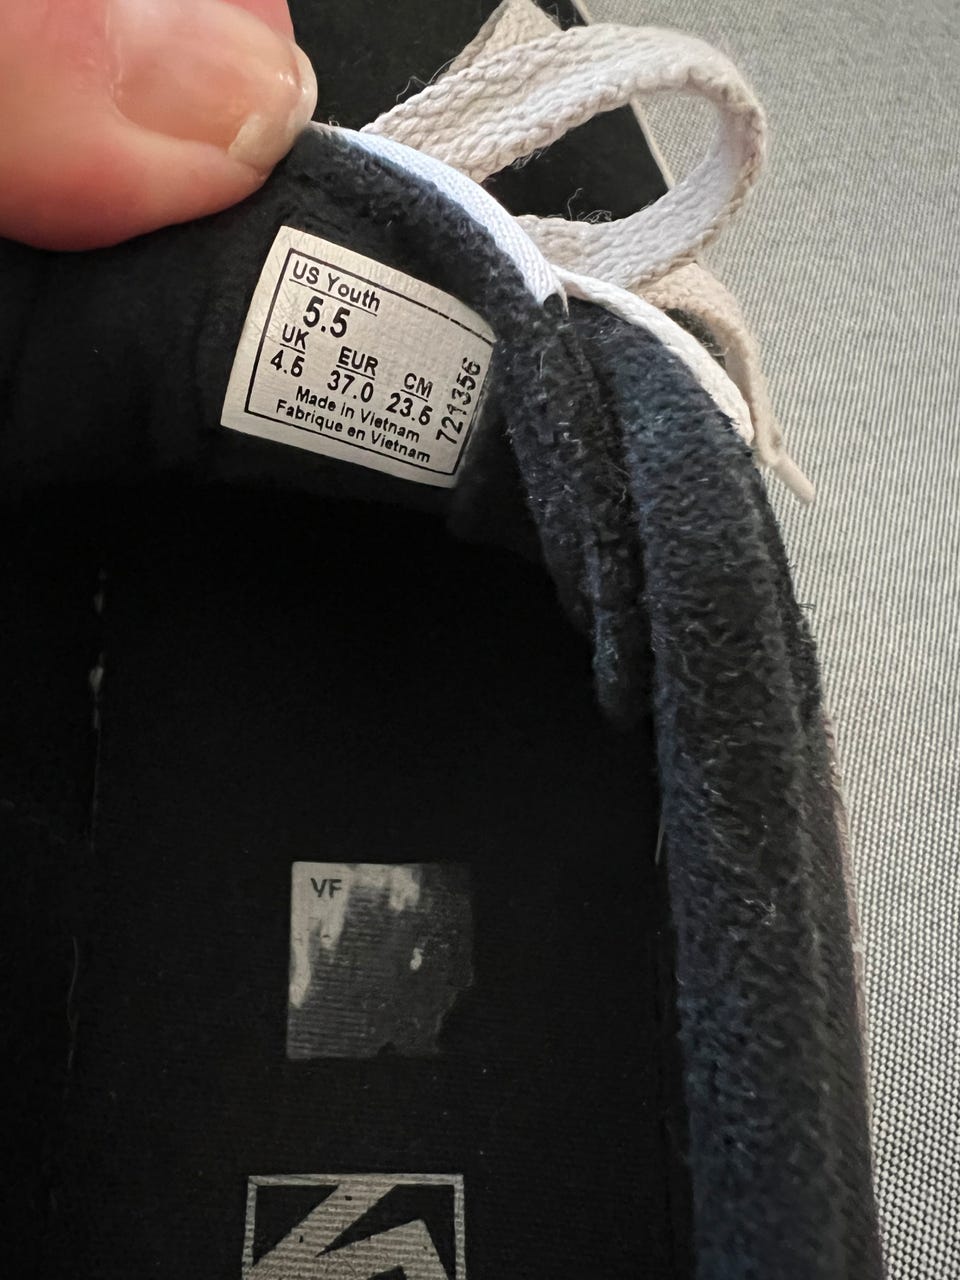 US Youth
5.5
UK EUR CM
4.5 37.0 23.5
Made in Vietnam
Fabrique en Vietnam
721356
VF